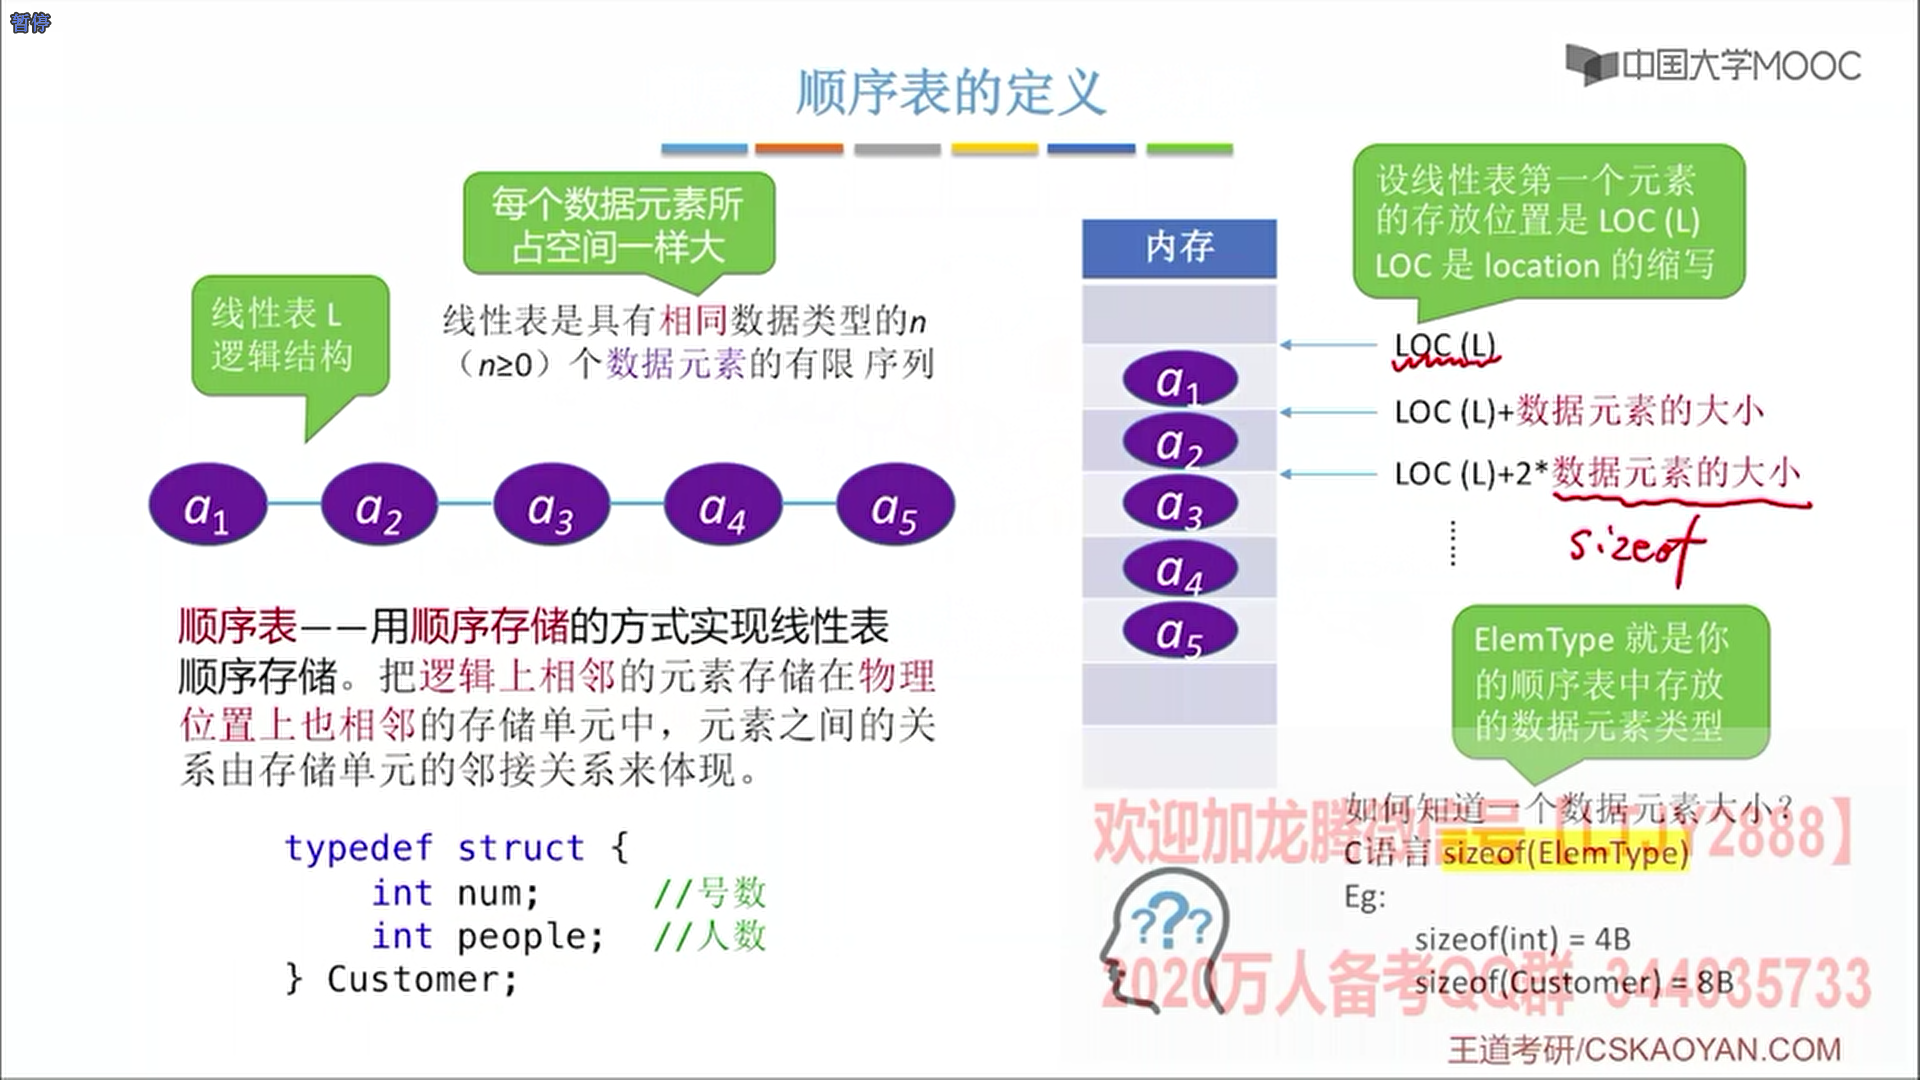 暂停
中国大学MOOC
顺序表的定义
每个数据元素所
占空间一样大
线性表 L
逻辑结构
线性表是具有相同数据类型的n
（n≥0）个数据元素的有限 序列
a1
a2
a3
a4
a5
顺序表——用顺序存储的方式实现线性表
顺序存储。把逻辑上相邻的元素存储在物理
位置上也相邻的存储单元中，元素之间的关
系由存储单元的邻接关系来体现。
typedef struct {
int num; //号数
int people; //人数
} Customer;
内存
a1
a2
a3
a4
a5
设线性表第一个元素
的存放位置是 LOC (L)
LOC 是 location 的缩写
LOC (L)
LOC (L)+数据元素的大小
LOC (L)+2*数据元素的大小
sizeof
ElemType 就是你
的顺序表中存放
的数据元素类型
如何知道一个数据元素大小？
C语言 sizeof(ElemType)
Eg:
sizeof(int) = 4B
sizeof(Customer) = 8B
???
欢迎加龙腾微信号 2888】
2020万人备考QQ群 344035733
王道考研/CSKAOYAN.COM